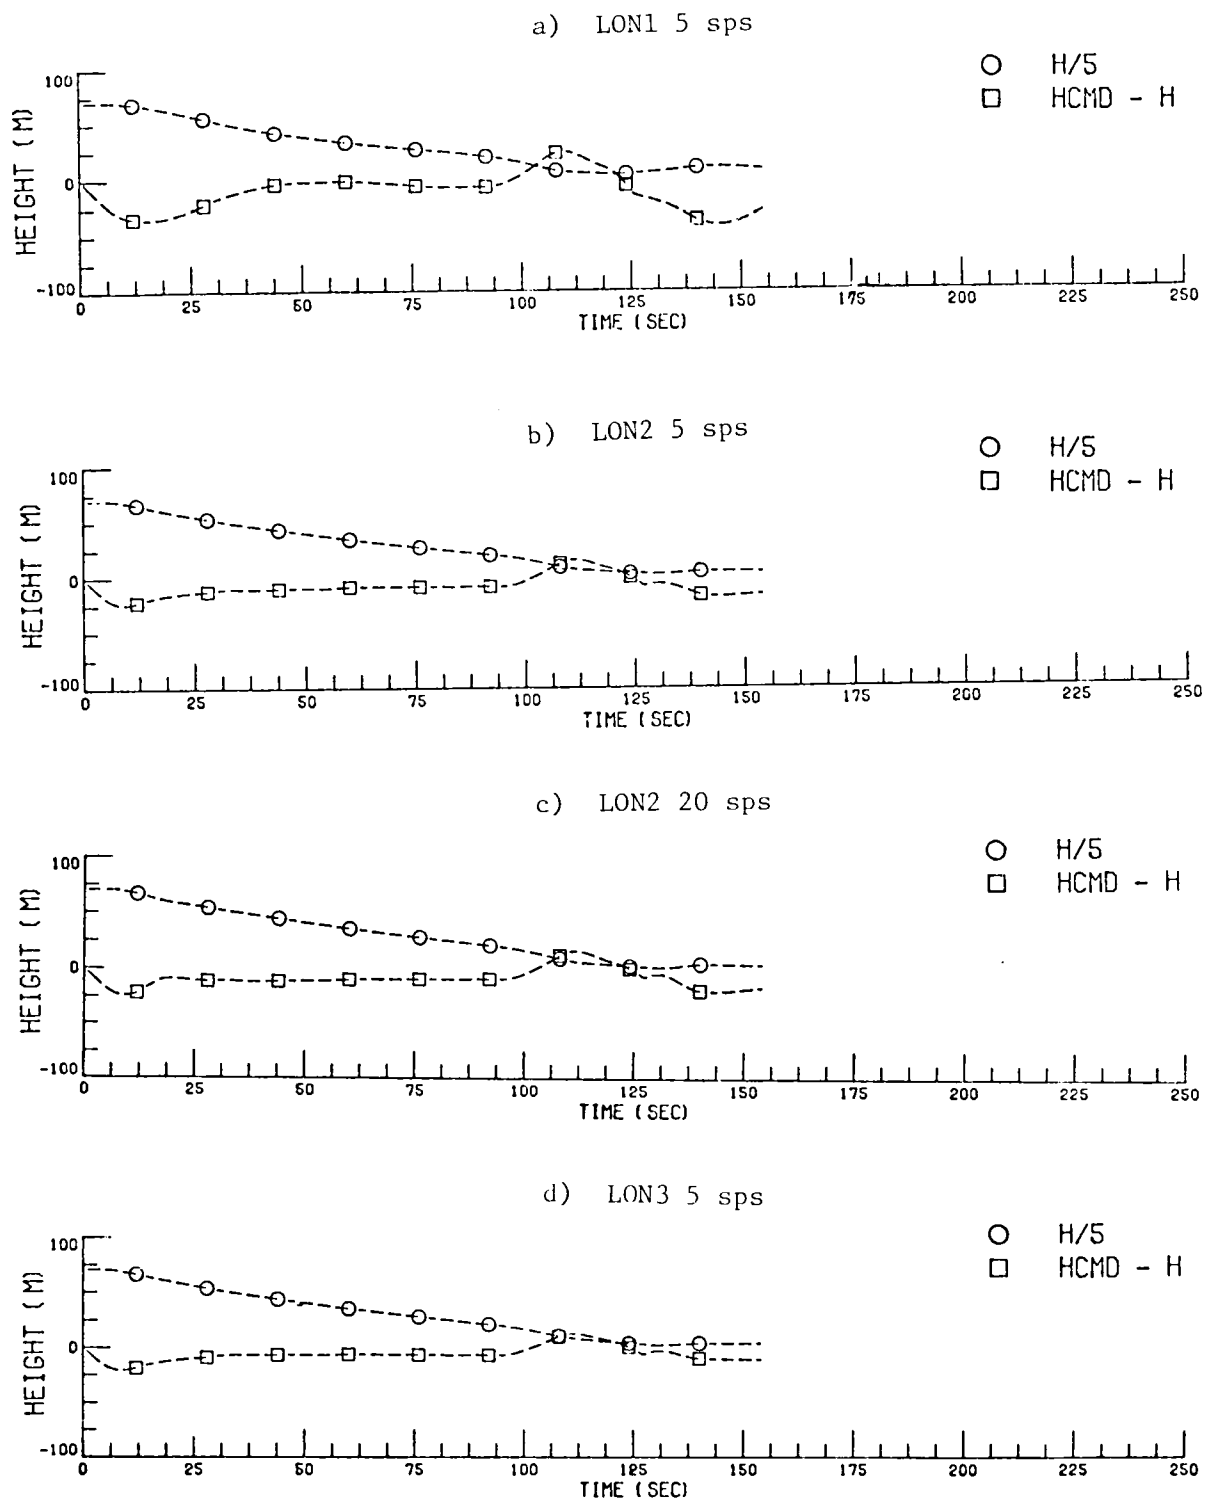 a) LON1 5 sps
H/5
HCMD - H
HEIGHT (M)
100
0
-100
0 25 50 75 100 125 150 175 200 225 250
TIME (SEC)
b) LON2 5 sps
H/5
HCMD - H
HEIGHT (M)
100
0
-100
0 25 50 75 100 125 150 175 200 225 250
TIME (SEC)
c) LON2 20 sps
H/5
HCMD - H
HEIGHT (M)
100
0
-100
0 25 50 75 100 125 150 175 200 225 250
TIME (SEC)
d) LON3 5 sps
H/5
HCMD - H
HEIGHT (M)
100
0
-100
0 25 50 75 100 125 150 175 200 225 250
TIME (SEC)